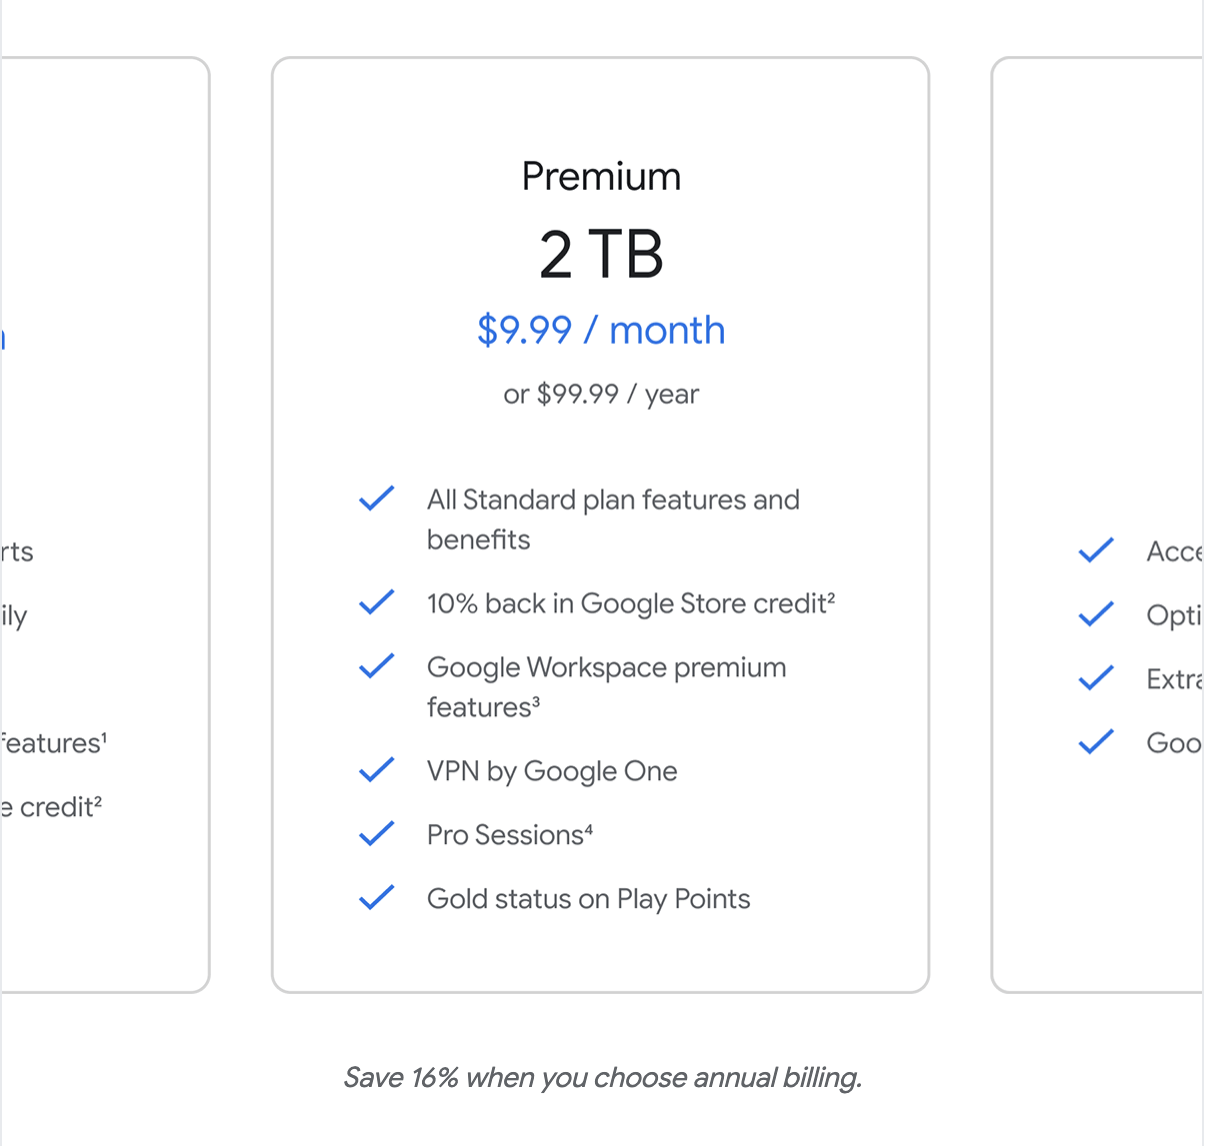 Premium
2 TB
$9.99 / month
or $99.99 / year
All Standard plan features and
benefits
10% back in Google Store credit²
Google Workspace premium
features³
VPN by Google One
Pro Sessions⁴
Gold status on Play Points
rts
ily
features¹
e credit²
Acce
Opti
Extra
Goo
Save 16% when you choose annual billing.